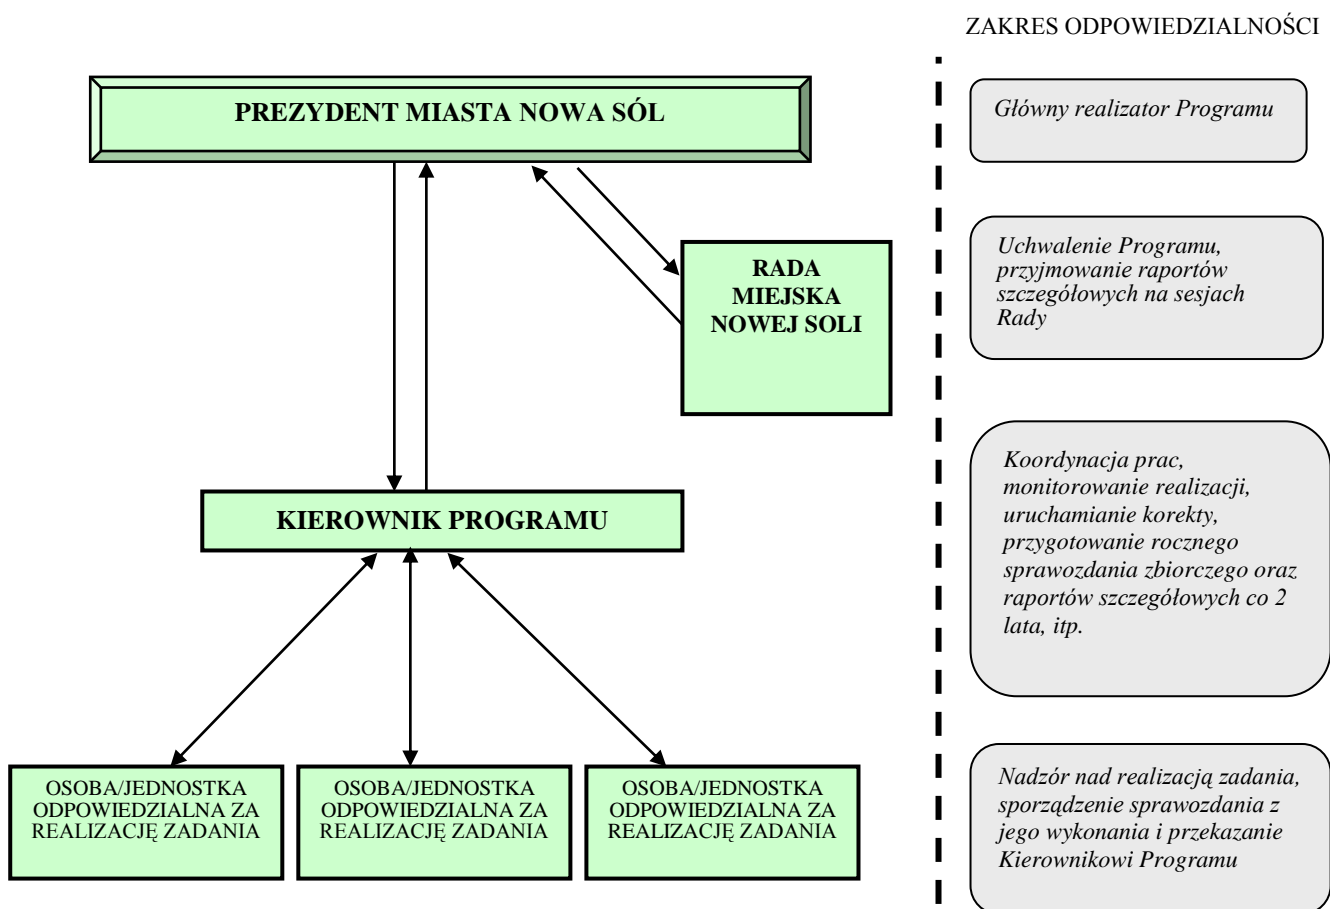 ZAKRES ODPOWIEDZIALNOŚCI
PREZYDENT MIASTA NOWA SÓL
Główny realizator Programu
RADA
MIEJSKA
NOWEJ SOLI
Uchwalenie Programu,
przyjmowanie raportów
szczegółowych na sesjach
Rady
KIEROWNIK PROGRAMU
Koordynacja prac,
monitorowanie realizacji,
uruchamianie korekty,
przygotowanie rocznego
sprawozdania zbiorczego oraz
raportów szczegółowych co 2
lata, itp.
OSOBA/JEDNOSTKA
ODPOWIEDZIALNA ZA
REALIZACJĘ ZADANIA
OSOBA/JEDNOSTKA
ODPOWIEDZIALNA ZA
REALIZACJĘ ZADANIA
OSOBA/JEDNOSTKA
ODPOWIEDZIALNA ZA
REALIZACJĘ ZADANIA
Nadzór nad realizacją zadania,
sporządzenie sprawozdania z
jego wykonania i przekazanie
Kierownikowi Programu